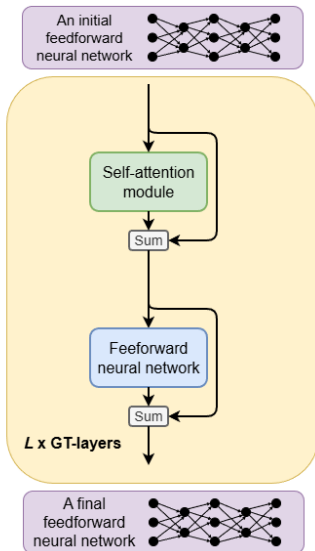 An initial
feedforward
neural network
Self-attention
module
Sum
Feeforward
neural network
Sum
L x GT-layers
A final
feedforward
neural network